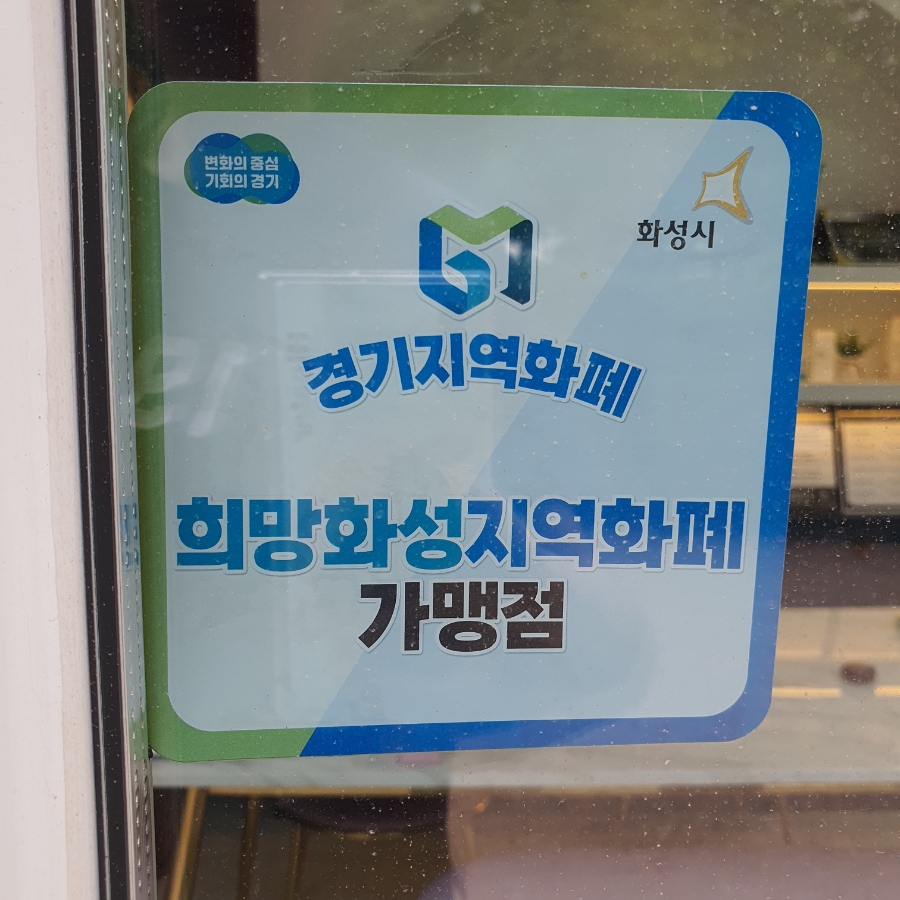 변화의 중심
기회의 경기
화성시
경기지역화폐
희망화성지역화폐
가맹점